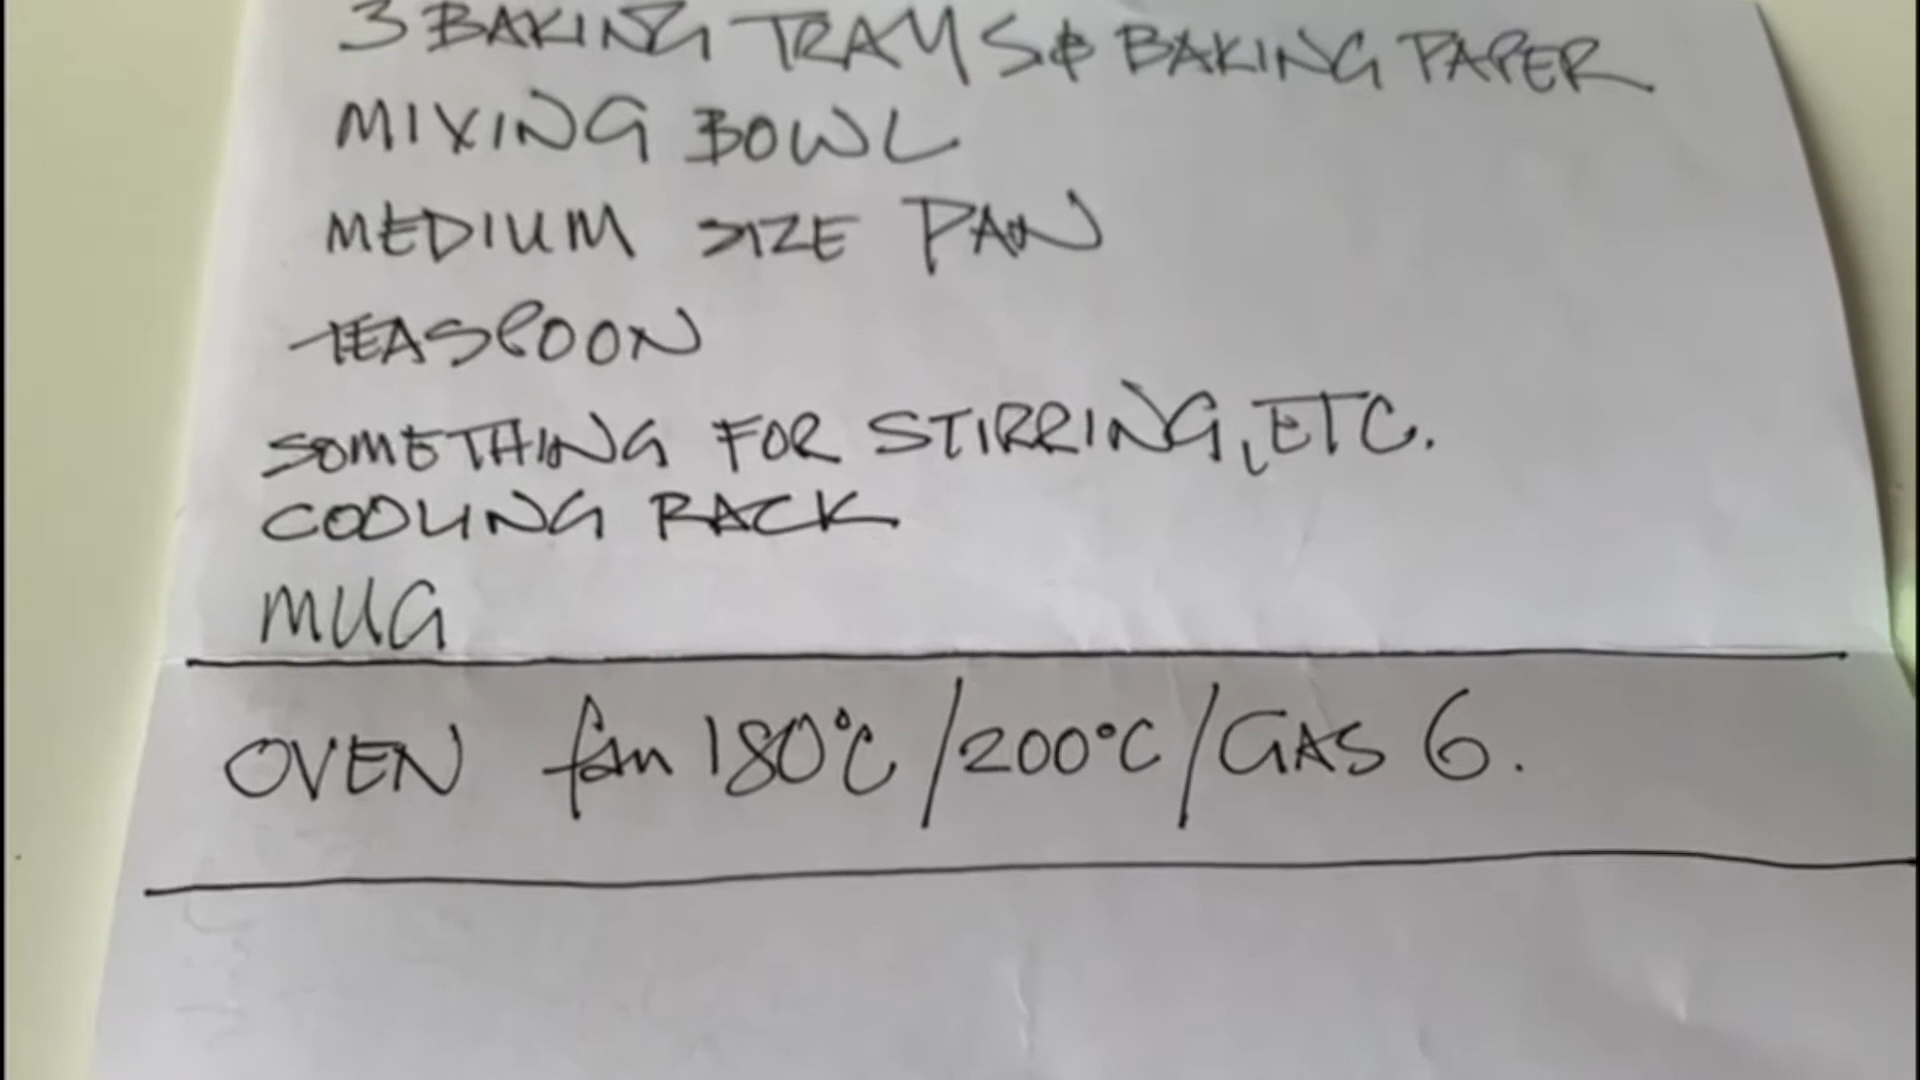 3 BAKING TRAYS & BAKING PAPER
MIXING BOWL
MEDIUM SIZE PAN
TEASPOON
SOMETHING FOR STIRRING, ETC.
COOLING RACK
MUG
OVEN fan 180°C/200°C/GAS 6.